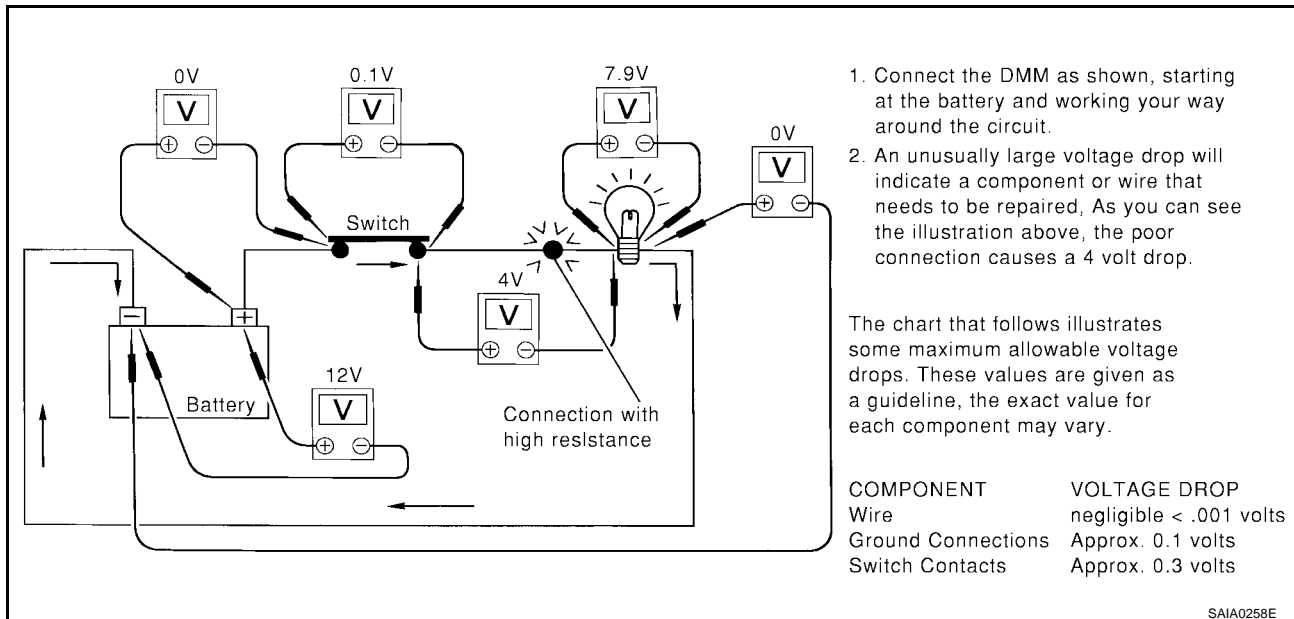 0V
0.1V
7.9V
0V
V
V
V
V
+ −
+ −
+ −
+ −
Switch
4V
V
+ −
− +
Battery
12V
V
+ −
Connection with
high reslstance
1. Connect the DMM as shown, starting
at the battery and working your way
around the circuit.
2. An unusually large voltage drop will
indicate a component or wire that
needs to be repaired, As you can see
the illustration above, the poor
connection causes a 4 volt drop.
The chart that follows illustrates
some maximum allowable voltage
drops. These values are given as
a guideline, the exact value for
each component may vary.
COMPONENT VOLTAGE DROP
Wire negligible < .001 volts
Ground Connections Approx. 0.1 volts
Switch Contacts Approx. 0.3 volts
SAIA0258E